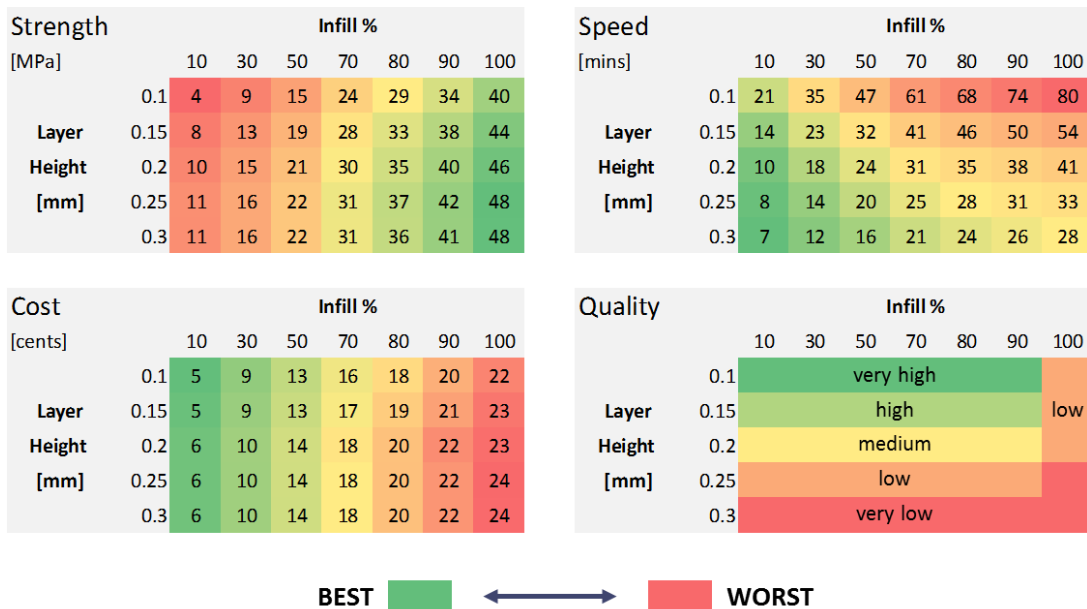 Strength Infill %
[MPa] 10 30 50 70 80 90 100
0.1 4 9 15 24 29 34 40
Layer 0.15 8 13 19 28 33 38 44
Height 0.2 10 15 21 30 35 40 46
[mm] 0.25 11 16 22 31 37 42 48
0.3 11 16 22 31 36 41 48
Speed Infill %
[mins] 10 30 50 70 80 90 100
0.1 21 35 47 61 68 74 80
Layer 0.15 14 23 32 41 46 50 54
Height 0.2 10 18 24 31 35 38 41
[mm] 0.25 8 14 20 25 28 31 33
0.3 7 12 16 21 24 26 28
Cost Infill %
[cents] 10 30 50 70 80 90 100
0.1 5 9 13 16 18 20 22
Layer 0.15 5 9 13 17 19 21 23
Height 0.2 6 10 14 18 20 22 23
[mm] 0.25 6 10 14 18 20 22 24
0.3 6 10 14 18 20 22 24
Quality Infill %
10 30 50 70 80 90 100
0.1 very high
Layer 0.15 high low
Height 0.2 medium
[mm] 0.25 low
0.3 very low
BEST WORST